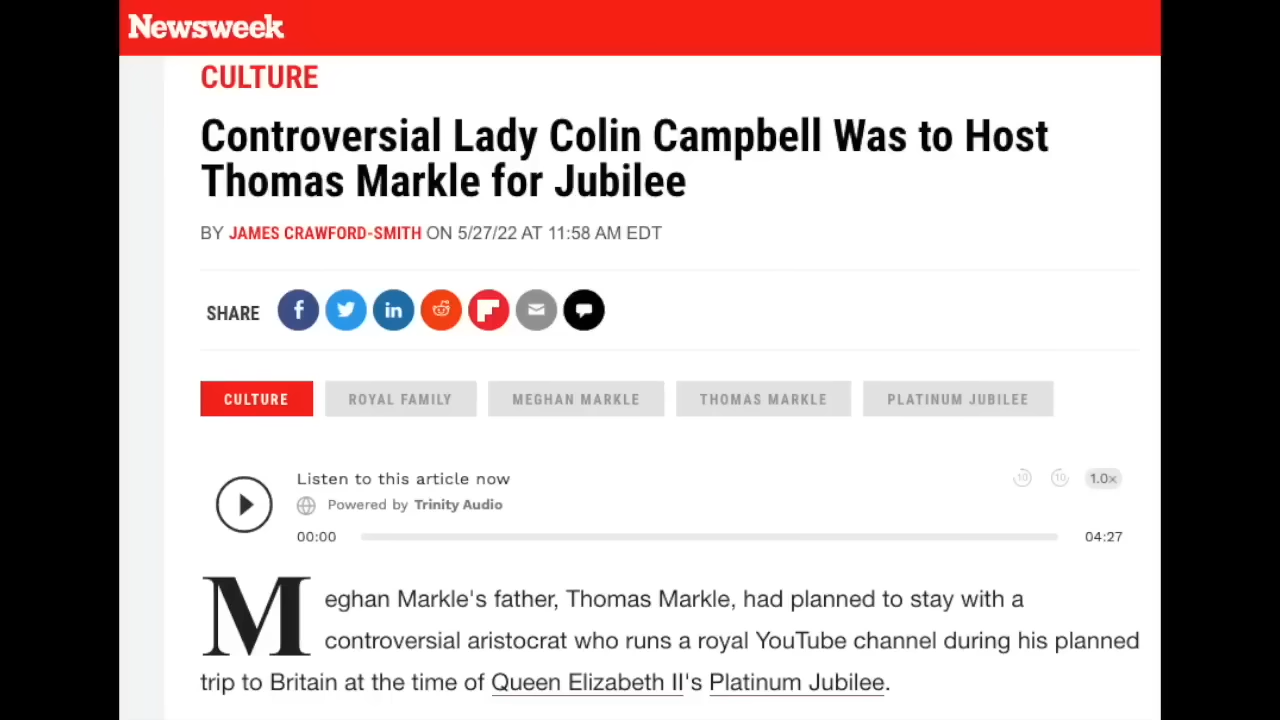 Newsweek
CULTURE
Controversial Lady Colin Campbell Was to Host
Thomas Markle for Jubilee
BY JAMES CRAWFORD-SMITH ON 5/27/22 AT 11:58 AM EDT
SHARE
CULTURE ROYAL FAMILY MEGHAN MARKLE THOMAS MARKLE PLATINUM JUBILEE
Listen to this article now
10 10 1.0x
Powered by Trinity Audio
00:00 04:27
Meghan Markle's father, Thomas Markle, had planned to stay with a
controversial aristocrat who runs a royal YouTube channel during his planned
trip to Britain at the time of Queen Elizabeth II's Platinum Jubilee.